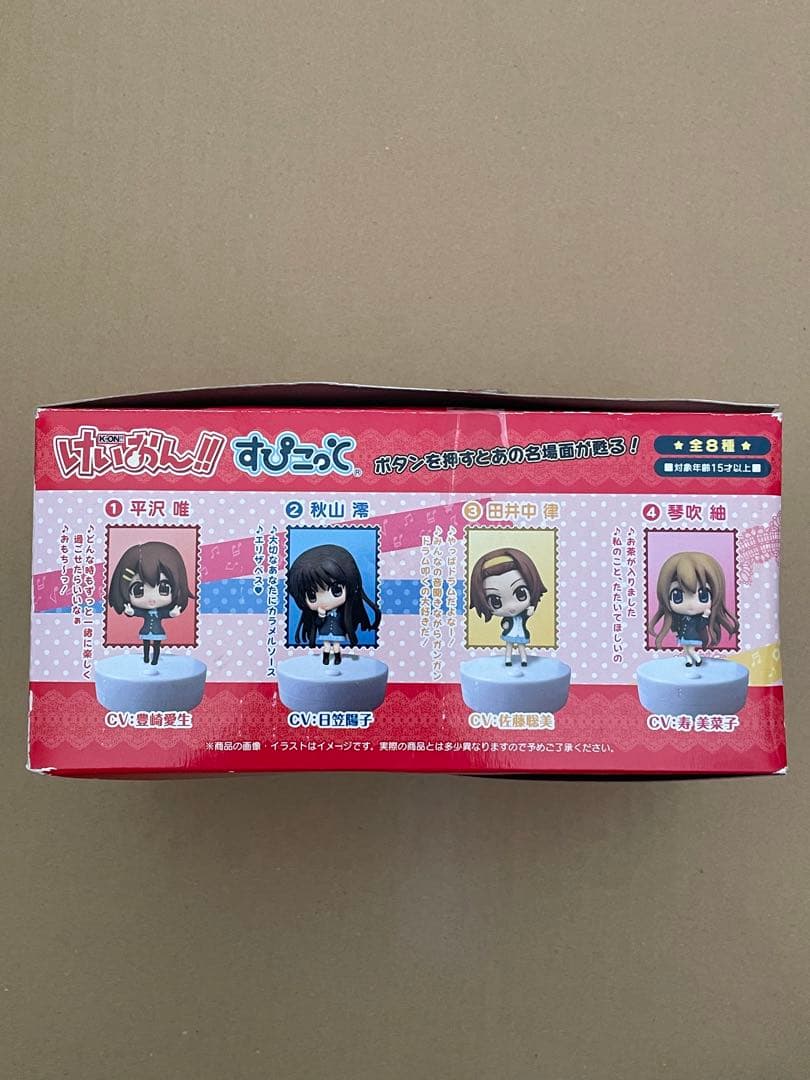 けいおん!!
K-ON!!
すぴこっと®
ボタンを押すとあの名場面が甦る!
★全8種★
■対象年齢15才以上■
1 平沢 唯
♪どんな時もずっと一緒に楽しく
過ごせたらいいなぁ
♪おもち〜っ!
CV:豊崎愛生
2 秋山 澪
♪大切なあなたにカラメルソース
♪エリザベス♥
CV:日笠陽子
3 田井中 律
♪やっぱドラムだよなー!
♪みんなの音聞きながらガンガン
ドラム叩くの大好きだ!
CV:佐藤聡美
4 琴吹 紬
♪お茶が入りました
♪私のこと、たたいてほしいの
CV:寿 美菜子
※商品の画像・イラストはイメージです。実際の商品とは多少異なりますので予めご了承ください。